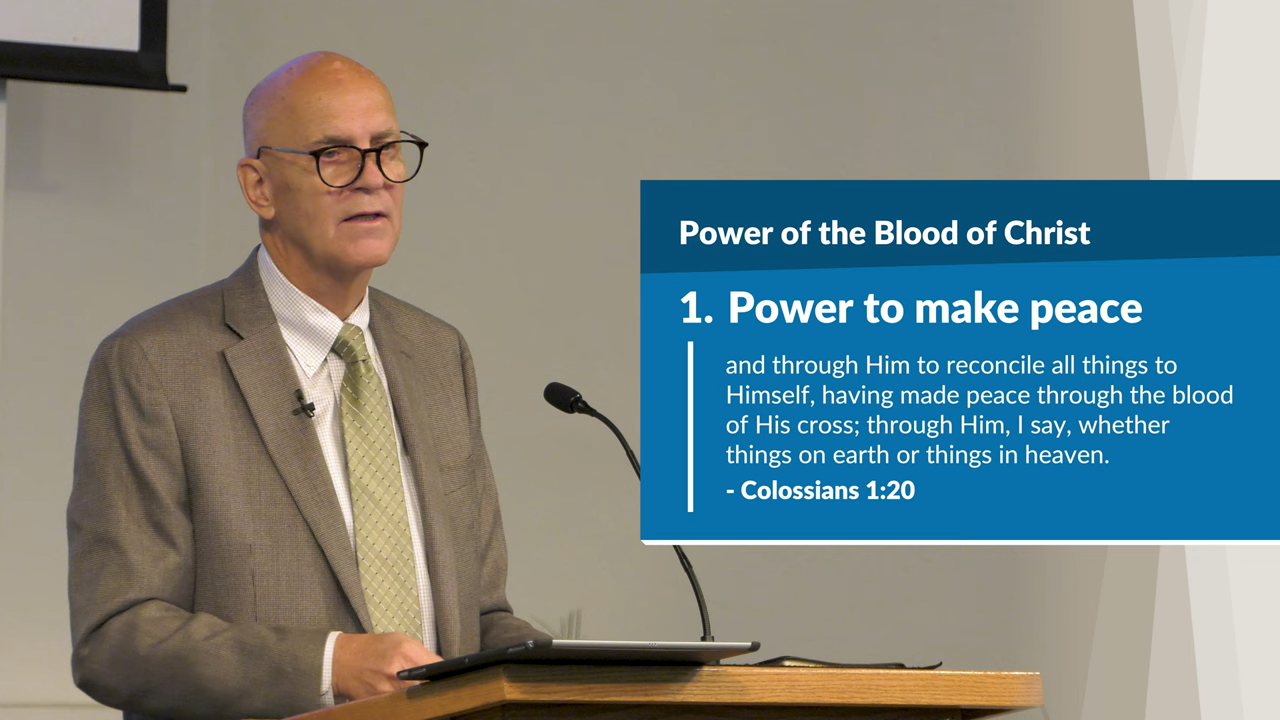 Power of the Blood of Christ
1. Power to make peace
and through Him to reconcile all things to
Himself, having made peace through the blood
of His cross; through Him, I say, whether
things on earth or things in heaven.
- Colossians 1:20